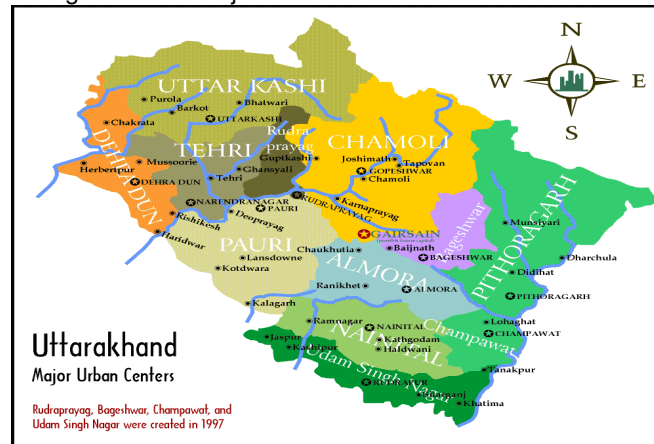 N
W
E
S
UTTAR KASHI
Purola
Barkot
Bhatwari
UTTARKASHI
Chakrata
DEHRA DUN
Herbertpur
Mussoorie
DEHRA DUN
TEHRI
Ghansyali
Tehri
Rudra
prayag
Guptkashi
CHAMOLI
Joshimath
Tapovan
GOPESHWAR
Chamoli
NARENDRANAGAR
Rishikesh
Haridwar
Deoprayag
PAURI
RUDRAPRAYAG
Karnaprayag
PAURI
Lansdowne
Kotdwara
Kalagarh
GAIRSAIN
Chaukhutia
Baijnath
Bageshwar
BAGESHWAR
PITHORAGARH
Munsiyari
Dharchula
Didihat
PITHORAGARH
ALMORA
Ranikhet
ALMORA
Champawat
Lohaghat
CHAMPAWAT
Tanakpur
Ramnagar
NAINITAL
NAINITAL
Kathgodam
Haldwani
Jaspur
Kashipur
Udam Singh Nagar
RUDRAPUR
Khatima
Uttarakhand
Major Urban Centers
Rudraprayag, Bageshwar, Champawat, and
Udam Singh Nagar were created in 1997